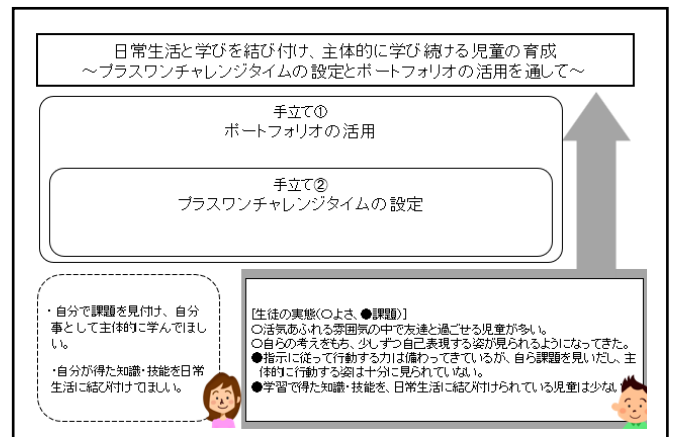 日常生活と学びを結び付け、主体的に学び続ける児童の育成
～プラスワンチャレンジタイムの設定とポートフォリオの活用を通して～
手立て①
ポートフォリオの活用
手立て②
プラスワンチャレンジタイムの設定
・自分で課題を見付け、自分
事として主体的に学んでほし
い。
・自分が得た知識・技能を日常
生活に結び付けてほしい。
[生徒の実態(○よさ、●課題)]
○活気あふれる雰囲気の中で友達と過ごせる児童が多い。
○自らの考えをもち、少しずつ自己表現する姿が見られるようになってきた。
●指示に従って行動する力は備わってきているが、自ら課題を見いだし、主
体的に行動する姿は十分に見られていない。
●学習で得た知識・技能を、日常生活に結び付けられている児童は少ない